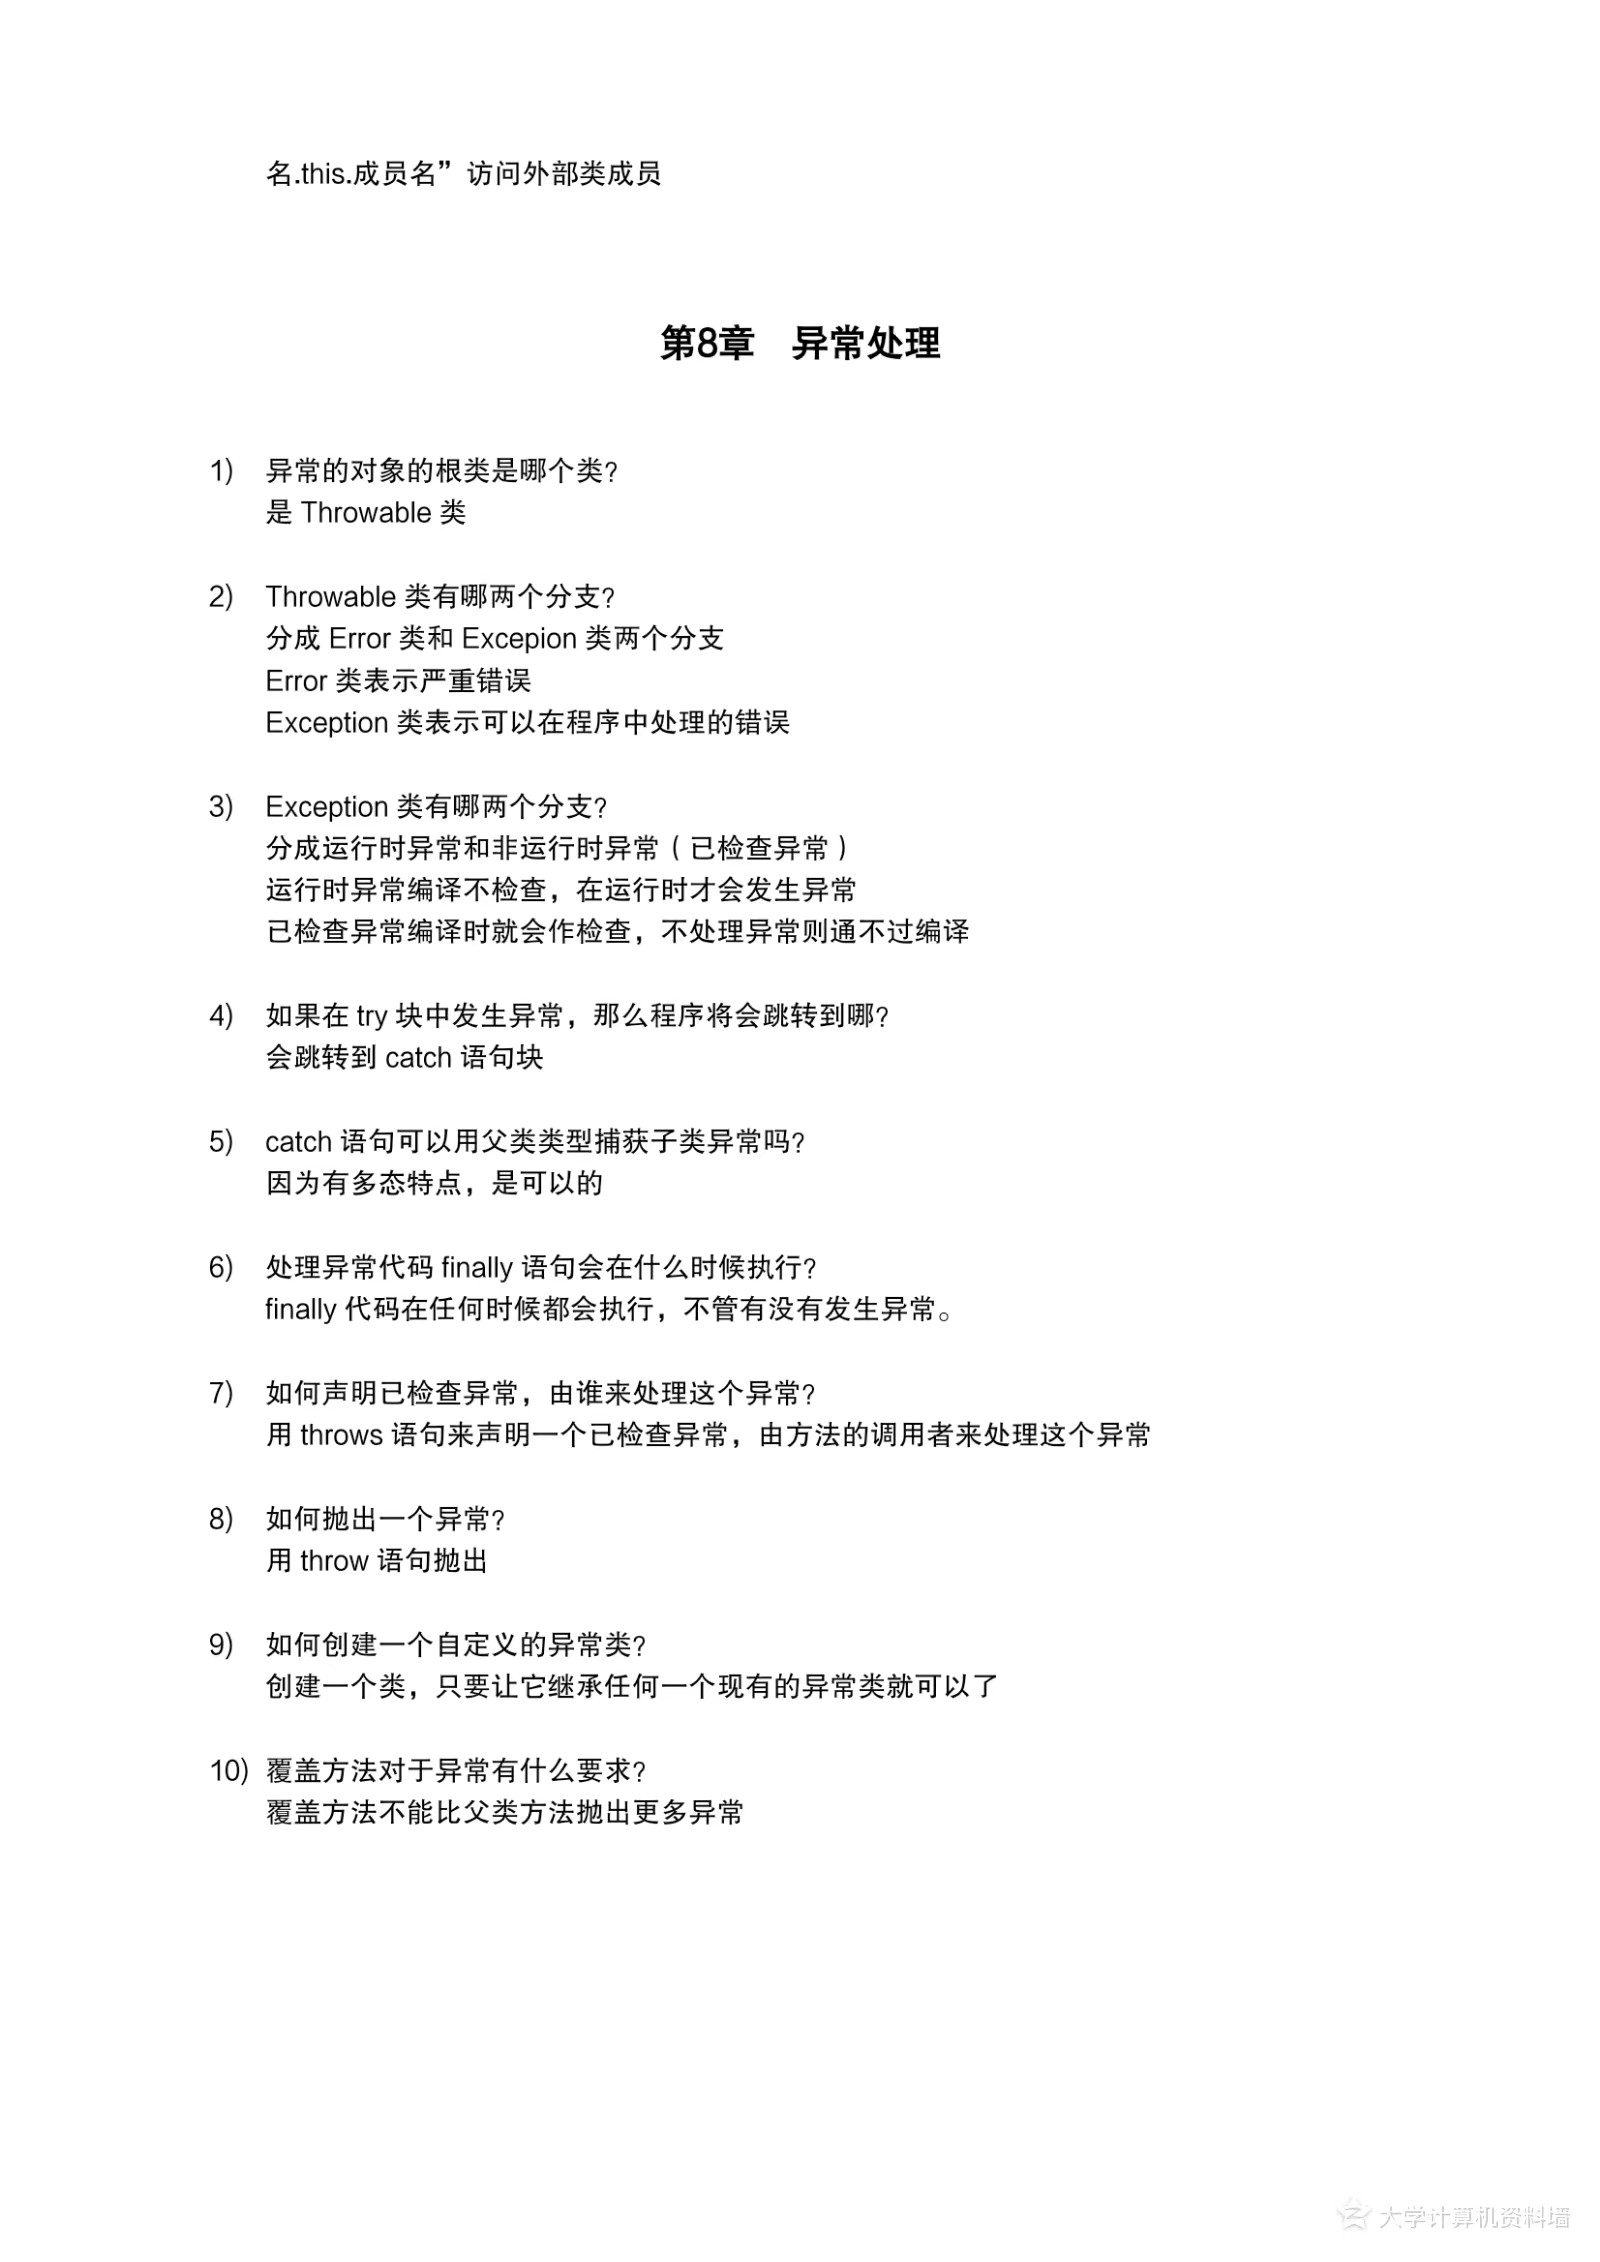 名.this.成员名”访问外部类成员
第8章　异常处理
1) 异常的对象的根类是哪个类?
是 Throwable 类
2) Throwable 类有哪两个分支?
分成 Error 类和 Excepion 类两个分支
Error 类表示严重错误
Exception 类表示可以在程序中处理的错误
3) Exception 类有哪两个分支?
分成运行时异常和非运行时异常（已检查异常）
运行时异常编译不检查，在运行时才会发生异常
已检查异常编译时就会作检查，不处理异常则通不过编译
4) 如果在 try 块中发生异常，那么程序将会跳转到哪?
会跳转到 catch 语句块
5) catch 语句可以用父类类型捕获子类异常吗?
因为有多态特点，是可以的
6) 处理异常代码 finally 语句会在什么时候执行?
finally 代码在任何时候都会执行，不管有没有发生异常。
7) 如何声明已检查异常，由谁来处理这个异常?
用 throws 语句来声明一个已检查异常，由方法的调用者来处理这个异常
8) 如何抛出一个异常?
用 throw 语句抛出
9) 如何创建一个自定义的异常类?
创建一个类，只要让它继承任何一个现有的异常类就可以了
10) 覆盖方法对于异常有什么要求?
覆盖方法不能比父类方法抛出更多异常
大学计算机资料墙